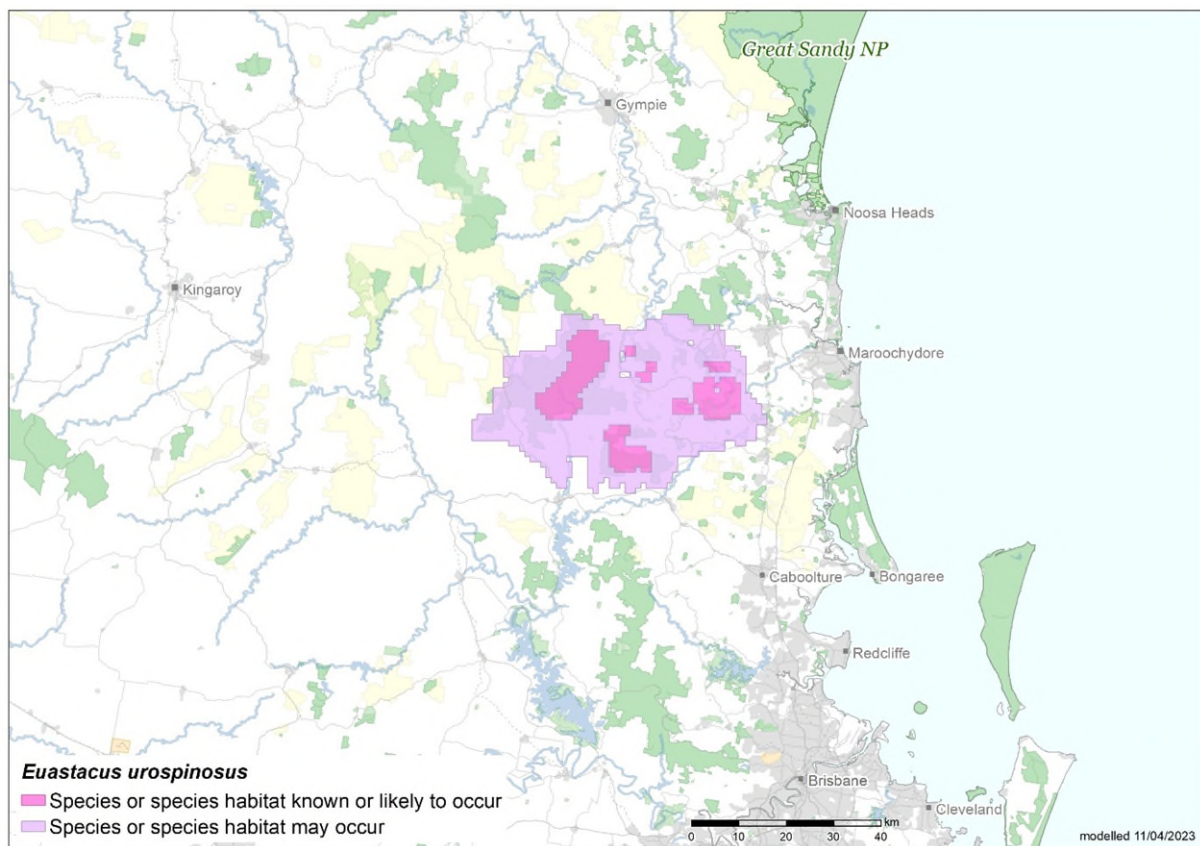 Great Sandy NP
Gympie
Noosa Heads
Kingaroy
Maroochydore
Caboolture
Bongaree
Redcliffe
Brisbane
Cleveland
Euastacus urospinosus
Species or species habitat known or likely to occur
Species or species habitat may occur
km
0 10 20 30 40
modelled 11/04/2023